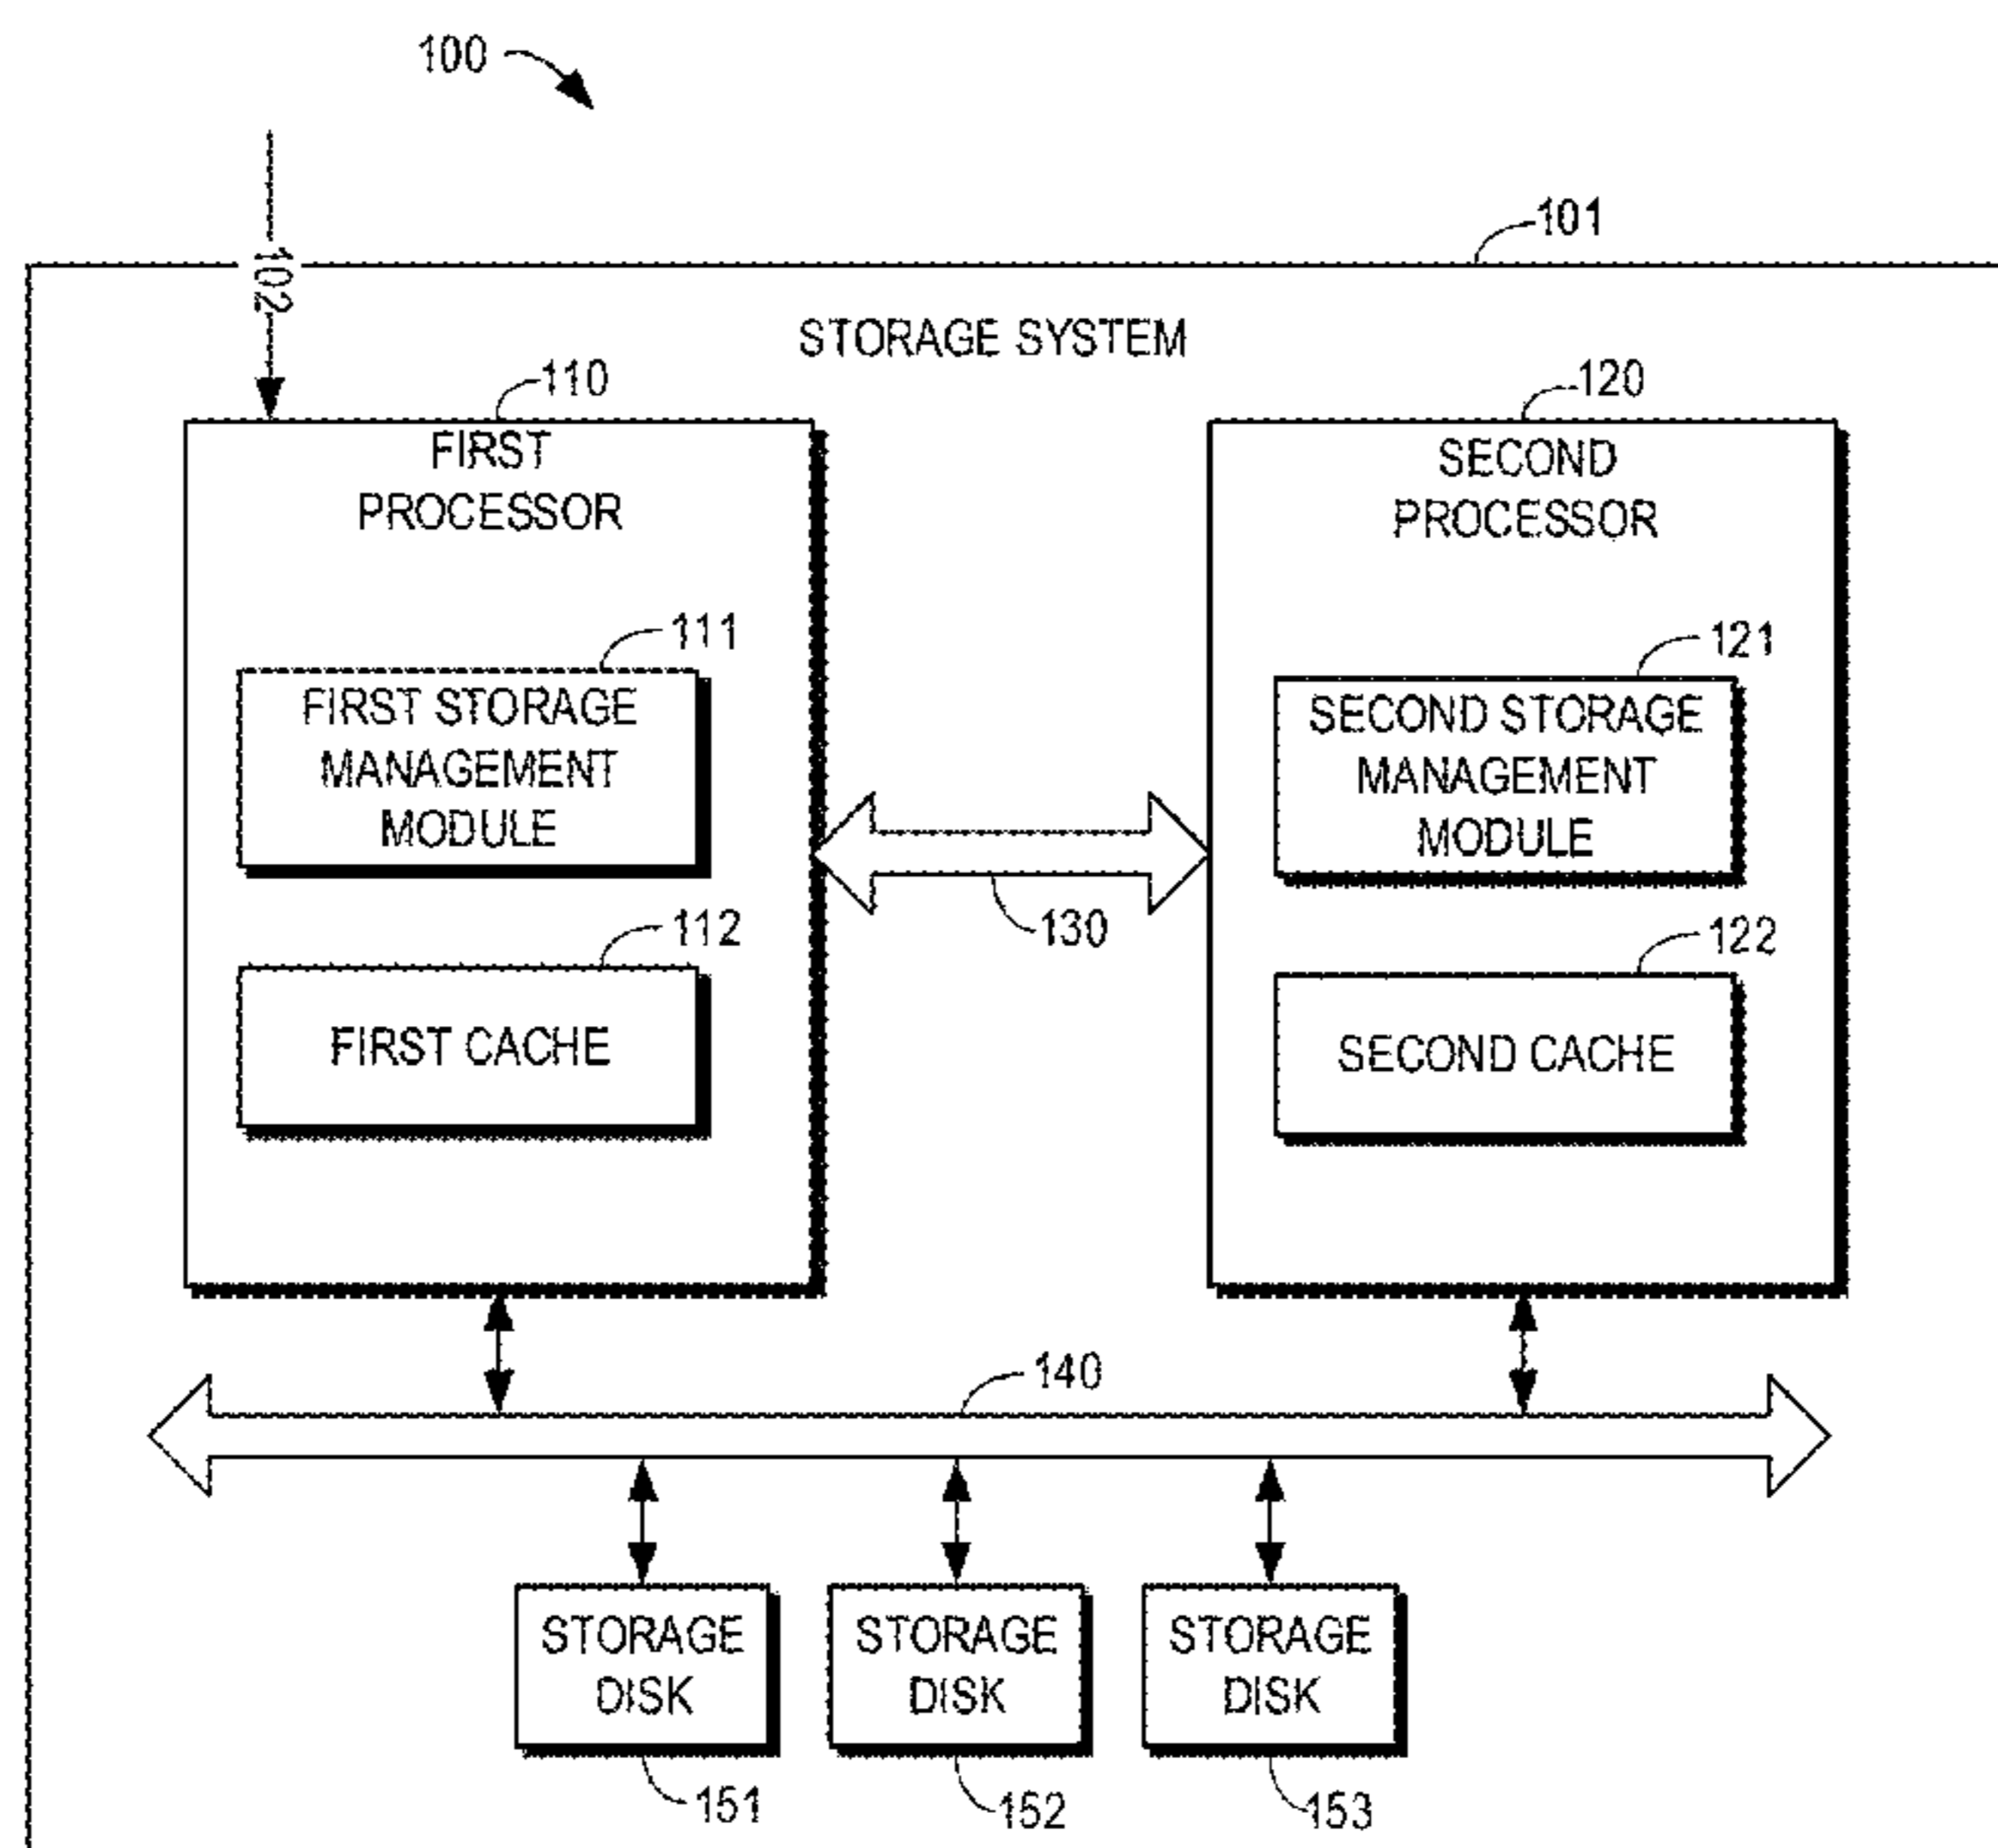 100
101
102
STORAGE SYSTEM
110
120
FIRST
PROCESSOR
SECOND
PROCESSOR
111
FIRST STORAGE
MANAGEMENT
MODULE
121
SECOND STORAGE
MANAGEMENT
MODULE
130
112
FIRST CACHE
122
SECOND CACHE
140
STORAGE
DISK
STORAGE
DISK
STORAGE
DISK
151
152
153